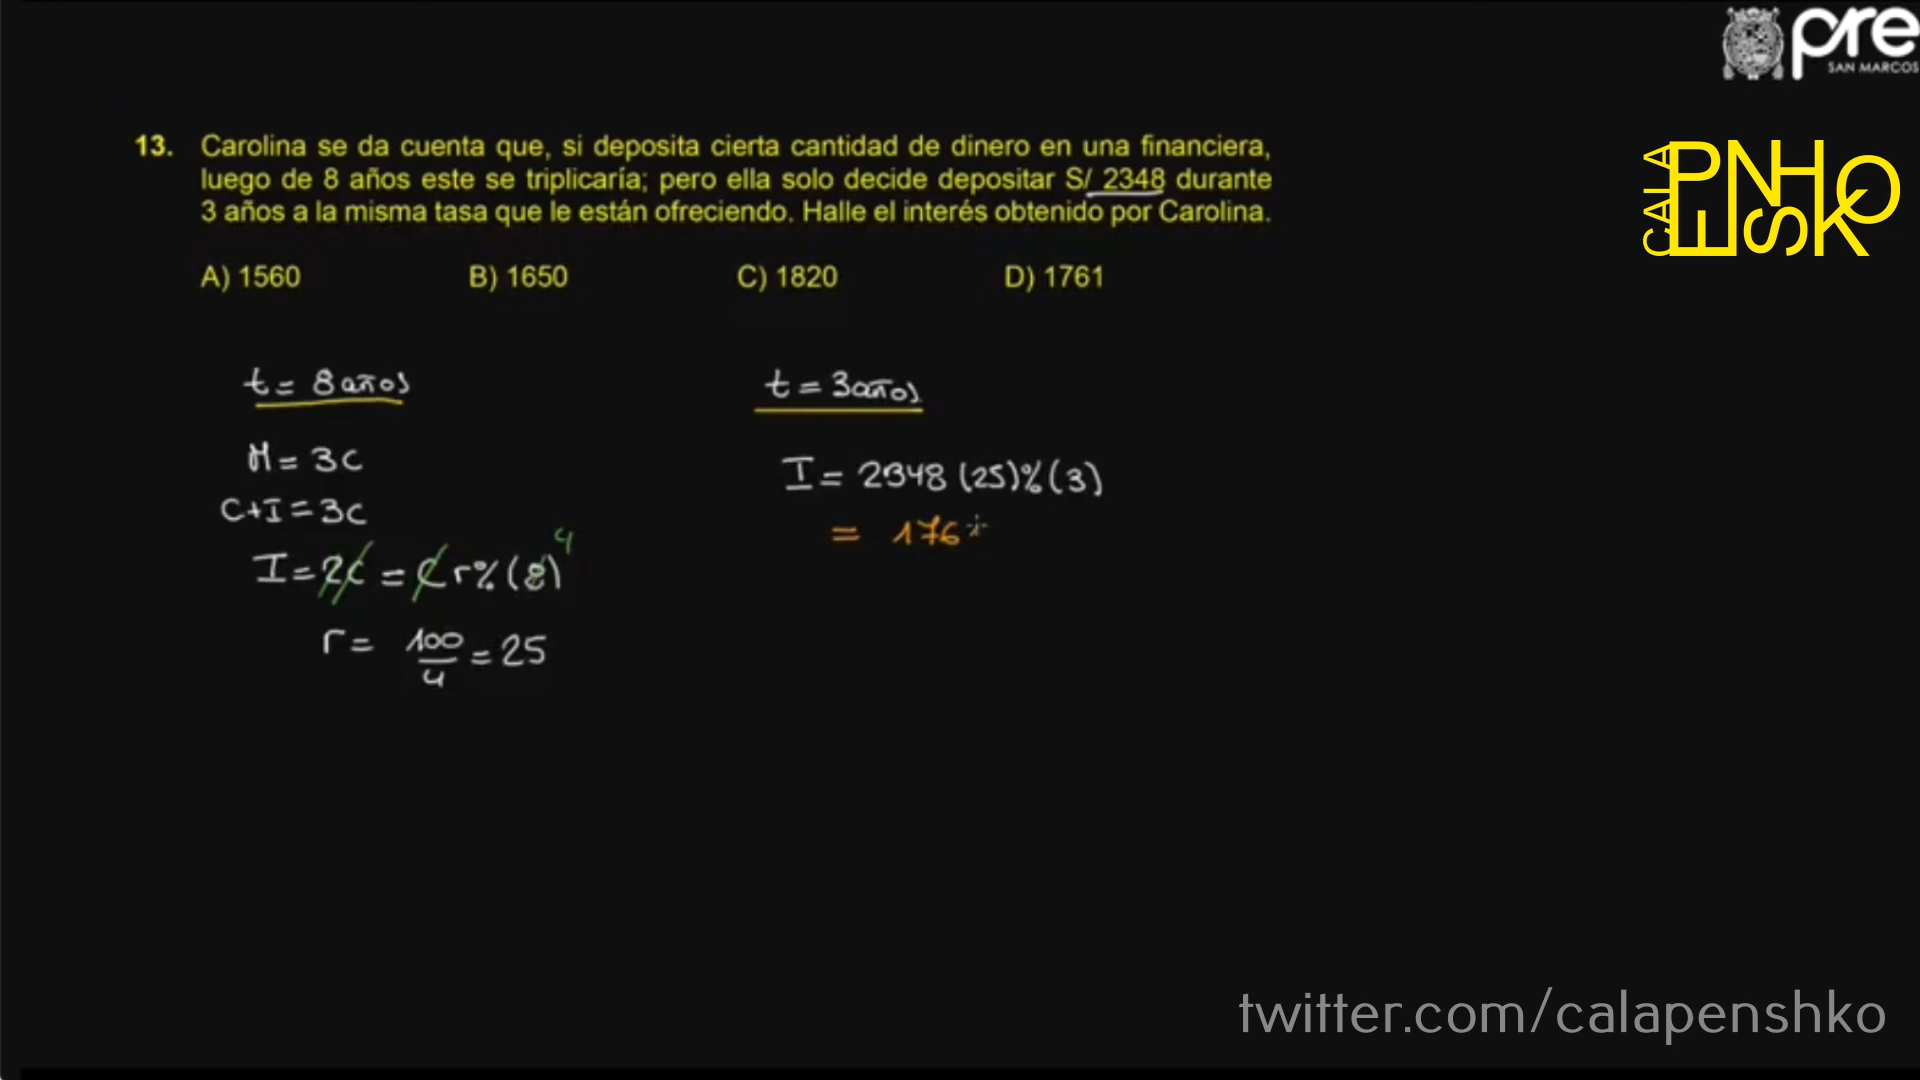 pre
SAN MARCOS
CALA
PENSHKO
13. Carolina se da cuenta que, si deposita cierta cantidad de dinero en una financiera,
luego de 8 años este se triplicaría; pero ella solo decide depositar S/ 2348 durante
3 años a la misma tasa que le están ofreciendo. Halle el interés obtenido por Carolina.
A) 1560 B) 1650 C) 1820 D) 1761
t = 8 años
M = 3C
C+I = 3C
I = 2C = C r% (8) 4
r = 100/4 = 25
t = 3 años
I = 2348 (25)% (3)
= 1761
twitter.com/calapenshko